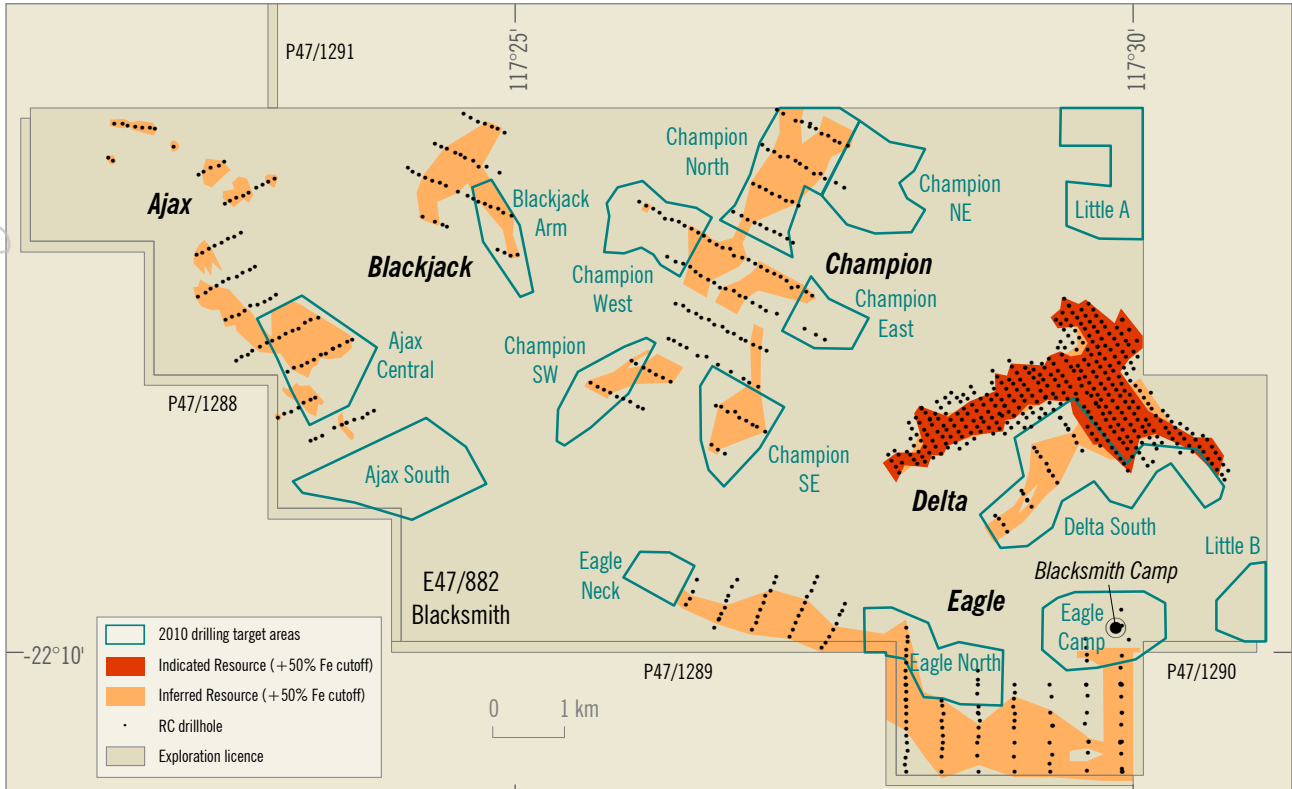 P47/1291
117°25'
117°30'
Champion
North
Champion
NE
Little A
Ajax
Blackjack
Arm
Blackjack
Champion
West
Champion
Champion
East
Ajax
Central
Champion
SW
P47/1288
Champion
SE
Ajax South
Delta
Delta South
Little B
Eagle
Neck
Blacksmith Camp
E47/882
Blacksmith
Eagle
Eagle
Camp
-22°10'
P47/1289
Eagle North
P47/1290
0 1 km
2010 drilling target areas
Indicated Resource (+50% Fe cutoff)
Inferred Resource (+50% Fe cutoff)
RC drillhole
Exploration licence